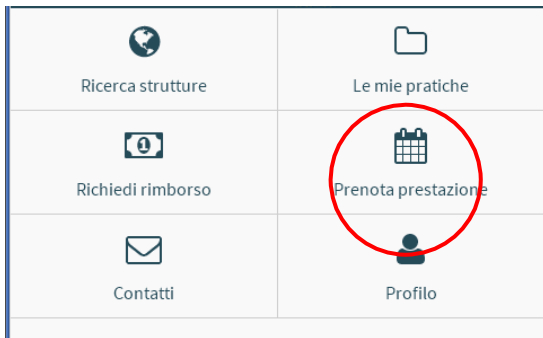 Ricerca strutture
Le mie pratiche
Richiedi rimborso
Prenota prestazione
Contatti
Profilo